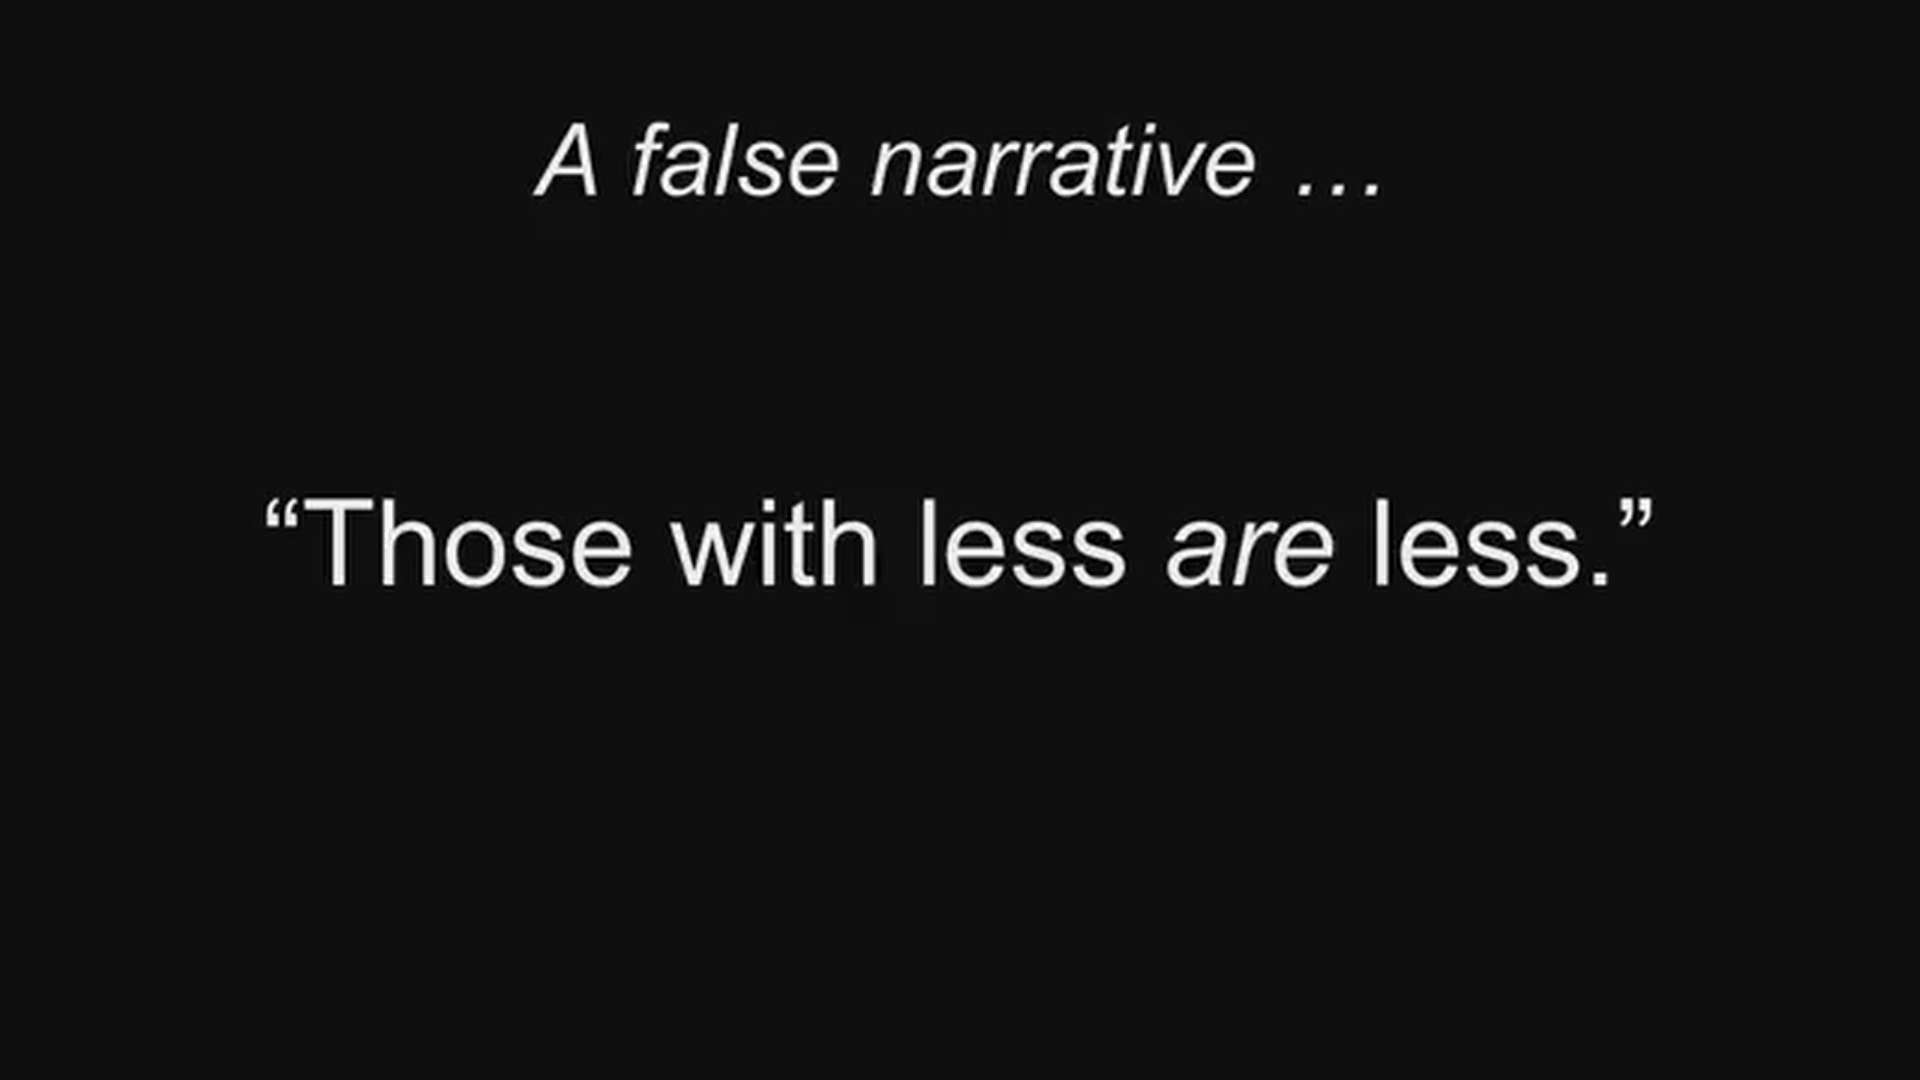 A false narrative …
“Those with less are less.”